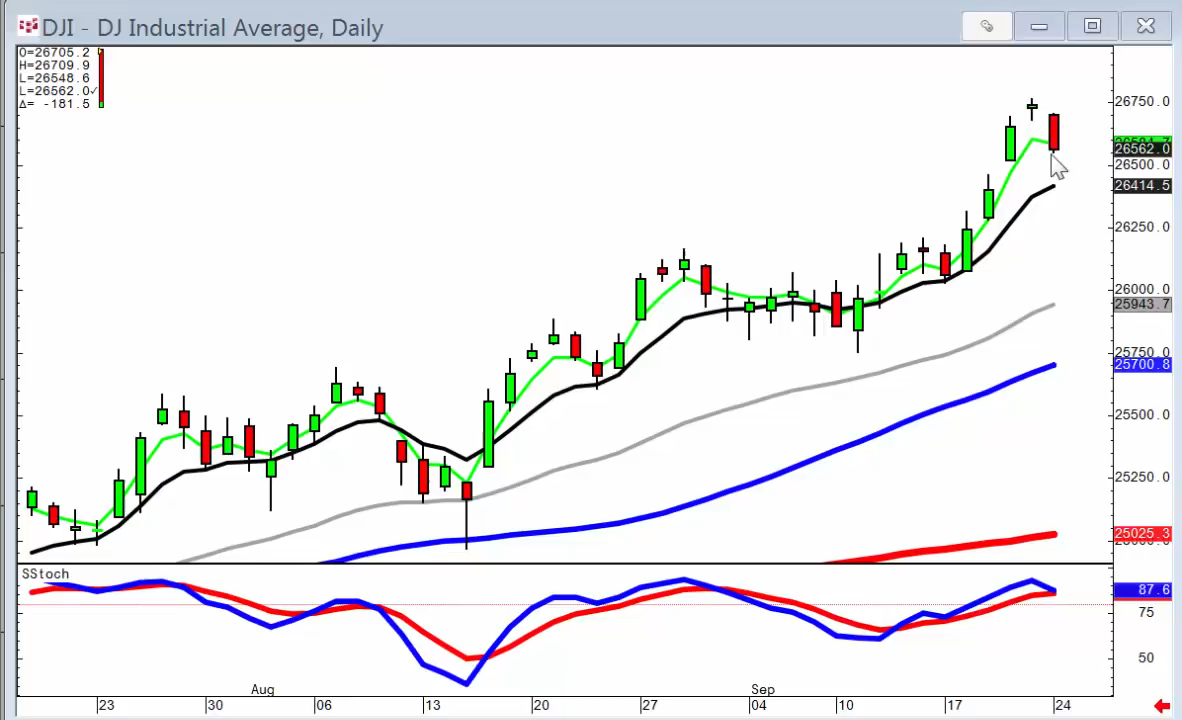 DJI - DJ Industrial Average, Daily
O=26705.2
H=26709.9
L=26548.6
L=26562.0✓
Δ= -181.5
26750.0
26562.0
26500.0
26414.5
26250.0
26000.0
25943.7
25750.0
25700.8
25500.0
25250.0
25025.3
SStoch
87.6
75
50
Aug Sep
23 30 06 13 20 27 04 10 17 24